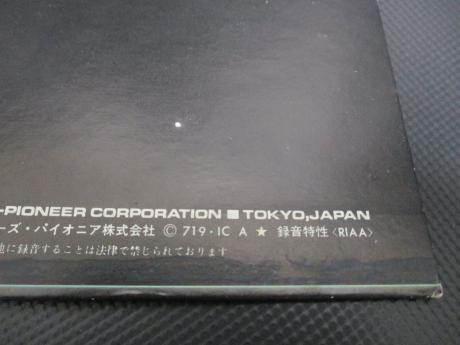 -PIONEER CORPORATION ■ TOKYO,JAPAN
ーズ・パイオニア株式会社 Ⓒ 719・IC A ★ 録音特性〈RIAA〉
に録音することは法律で禁じられております